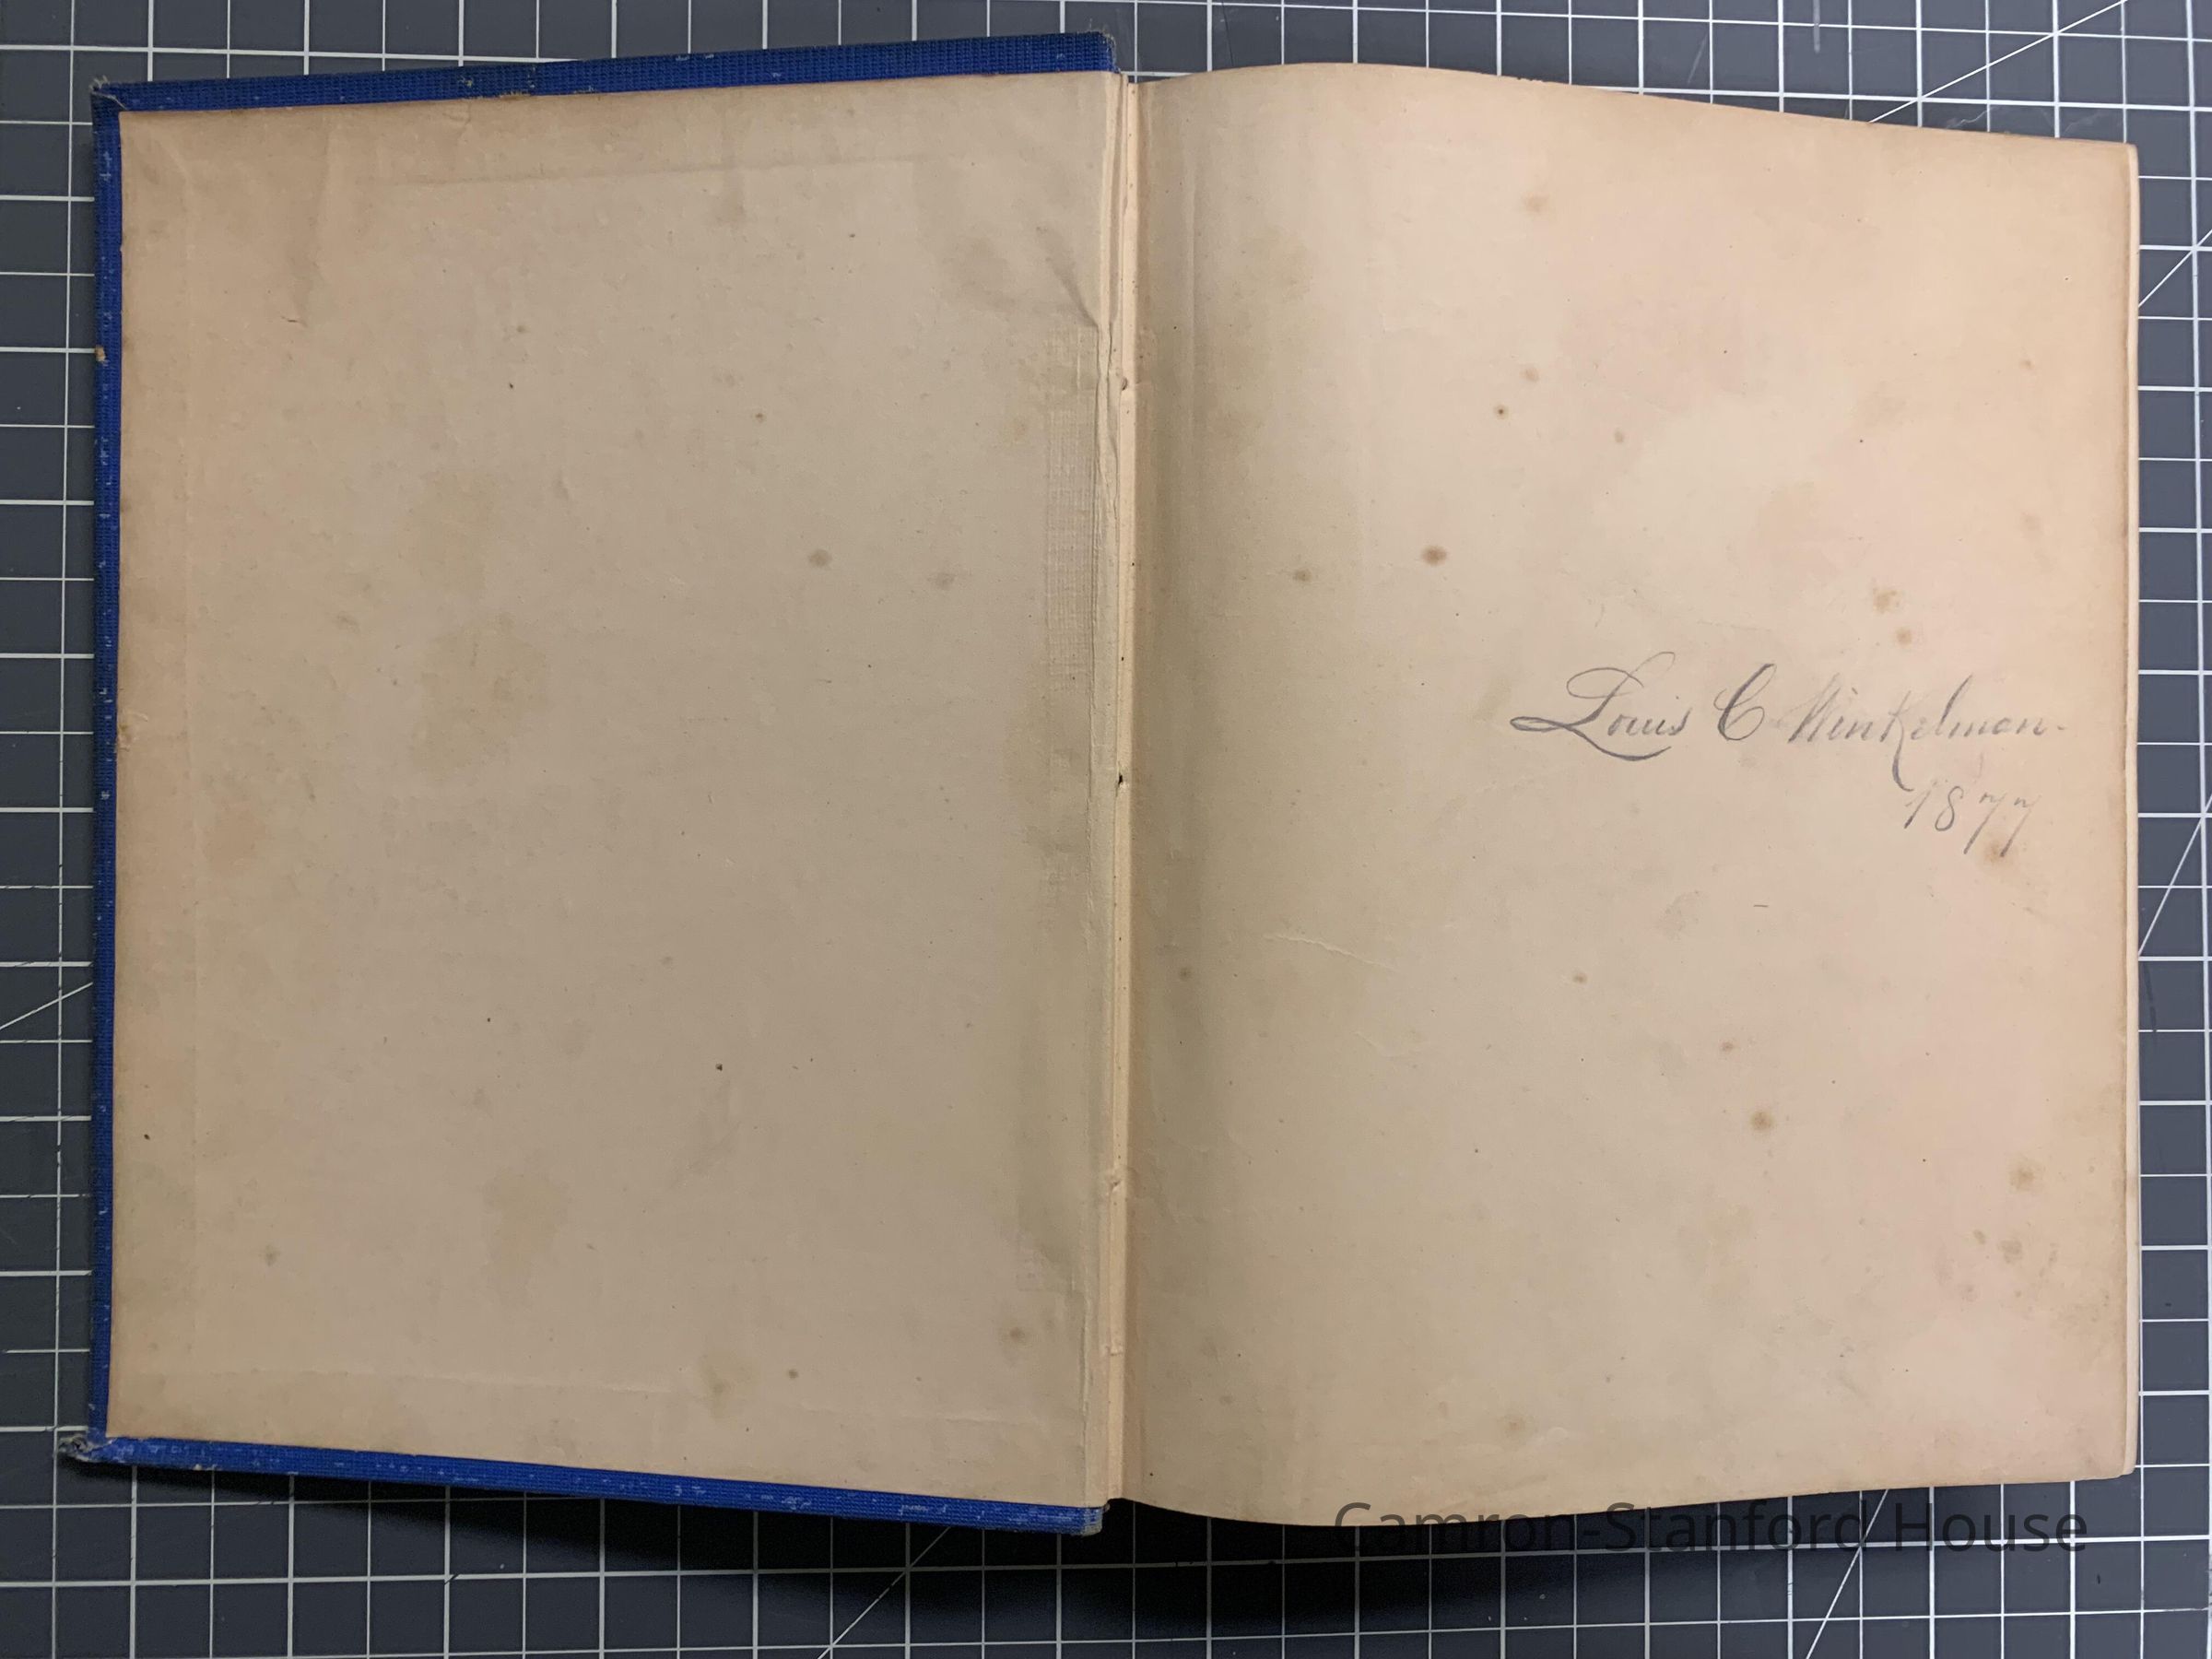 Louis C Winkelman.
1877
Camron-Stanford House